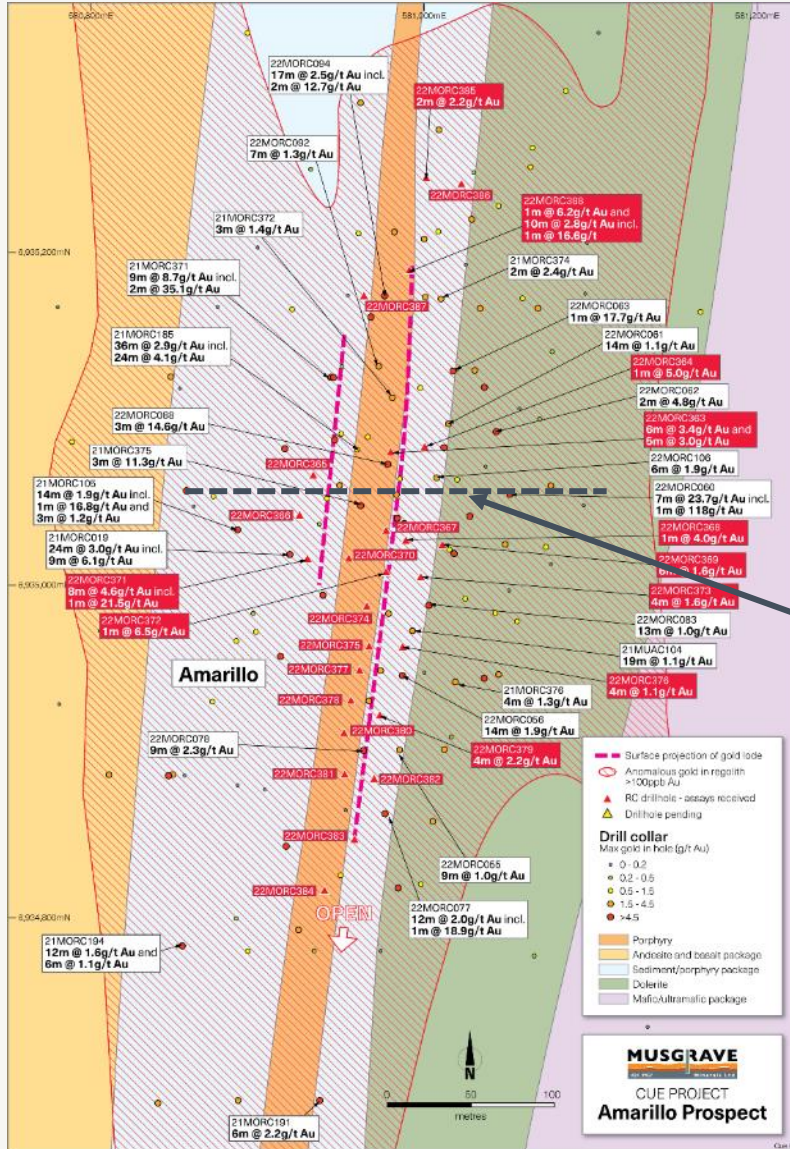 580,800mE
581,000mE
581,200mE
22MORC094
17m @ 2.5g/t Au incl.
2m @ 12.7g/t Au
22MORC385
2m @ 2.2g/t Au
22MORC092
7m @ 1.3g/t Au
22MORC386
22MORC388
1m @ 6.2g/t Au and
10m @ 2.8g/t Au incl.
1m @ 16.6g/t
21MORC372
3m @ 1.4g/t Au
6,935,200mN
21MORC374
2m @ 2.4g/t Au
21MORC371
9m @ 8.7g/t Au incl.
2m @ 35.1g/t Au
22MORC387
22MORC063
1m @ 17.7g/t Au
21MORC185
36m @ 2.9g/t Au incl.
24m @ 4.1g/t Au
22MORC061
14m @ 1.1g/t Au
22MORC364
1m @ 5.0g/t Au
22MORC062
2m @ 4.8g/t Au
22MORC068
3m @ 14.6g/t Au
22MORC363
6m @ 3.4g/t Au and
5m @ 3.0g/t Au
21MORC375
3m @ 11.3g/t Au
22MORC365
22MORC106
6m @ 1.9g/t Au
21MORC105
14m @ 1.9g/t Au incl.
1m @ 16.8g/t Au and
3m @ 1.2g/t Au
22MORC060
7m @ 23.7g/t Au incl.
1m @ 118g/t Au
22MORC366
22MORC367
22MORC368
1m @ 4.0g/t Au
21MORC019
24m @ 3.0g/t Au incl.
9m @ 6.1g/t Au
22MORC370
22MORC369
6m @ 1.6g/t Au
6,935,000mN
22MORC371
8m @ 4.6g/t Au incl.
1m @ 21.5g/t Au
22MORC373
4m @ 1.6g/t Au
22MORC372
1m @ 6.5g/t Au
22MORC374
22MORC083
13m @ 1.0g/t Au
22MORC375
21MUAC104
19m @ 1.1g/t Au
Amarillo
22MORC377
22MORC376
4m @ 1.1g/t Au
22MORC378
21MORC376
4m @ 1.3g/t Au
22MORC056
14m @ 1.9g/t Au
22MORC380
22MORC078
9m @ 2.3g/t Au
22MORC379
4m @ 2.2g/t Au
22MORC381
22MORC382
22MORC383
22MORC055
9m @ 1.0g/t Au
22MORC384
22MORC077
12m @ 2.0g/t Au incl.
1m @ 18.9g/t Au
OPEN
6,934,800mN
21MORC194
12m @ 1.6g/t Au and
6m @ 1.1g/t Au
21MORC191
6m @ 2.2g/t Au
N
0 50 100
metres
Surface projection of gold lode
Anomalous gold in regolith
>100ppb Au
RC drillhole - assays received
Drillhole pending
Drill collar
Max gold in hole (g/t Au)
0 - 0.2
0.2 - 0.5
0.5 - 1.5
1.5 - 4.5
>4.5
Porphyry
Andesite and basalt package
Sediment/porphyry package
Dolerite
Mafic/ultramafic package
MUSGRAVE
Minerals Ltd
CUE PROJECT
Amarillo Prospect